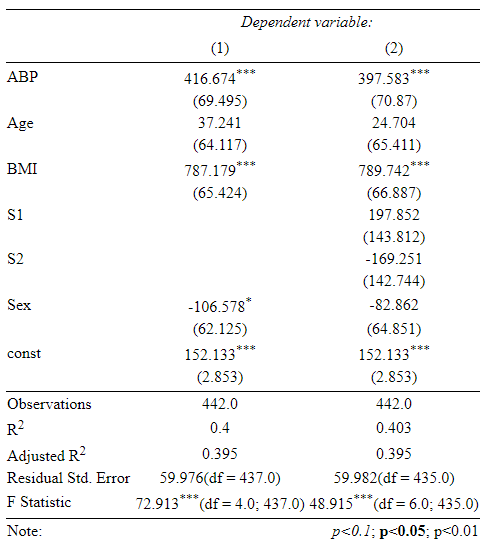 Dependent variable:
(1) (2)
ABP 416.674*** 397.583***
(69.495) (70.87)
Age 37.241 24.704
(64.117) (65.411)
BMI 787.179*** 789.742***
(65.424) (66.887)
S1 197.852
(143.812)
S2 -169.251
(142.744)
Sex -106.578* -82.862
(62.125) (64.851)
const 152.133*** 152.133***
(2.853) (2.853)
Observations 442.0 442.0
R2 0.4 0.403
Adjusted R2 0.395 0.395
Residual Std. Error 59.976(df = 437.0) 59.982(df = 435.0)
F Statistic 72.913***(df = 4.0; 437.0) 48.915***(df = 6.0; 435.0)
Note: p<0.1; p<0.05; p<0.01